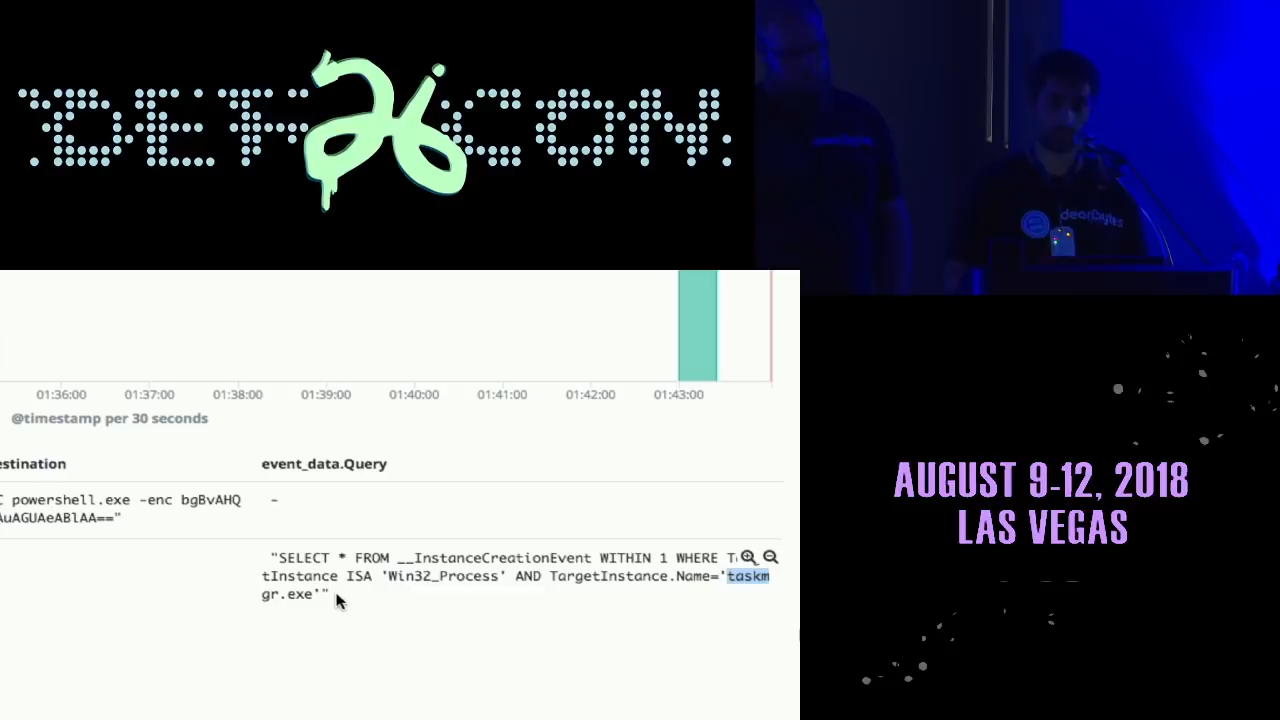 DEF 26 CON
dearbytes
01:36:00 01:37:00 01:38:00 01:39:00 01:40:00 01:41:00 01:42:00 01:43:00
@timestamp per 30 seconds
estination event_data.Query
C powershell.exe -enc bgBvAHQ -
AuAGUAeABlAA=="
"SELECT * FROM __InstanceCreationEvent WITHIN 1 WHERE T
tInstance ISA 'Win32_Process' AND TargetInstance.Name='taskm
gr.exe'"
AUGUST 9-12, 2018
LAS VEGAS